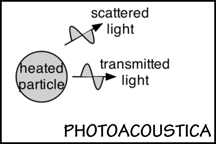 scattered
light
heated
particle
transmitted
light
PHOTOACOUSTICA